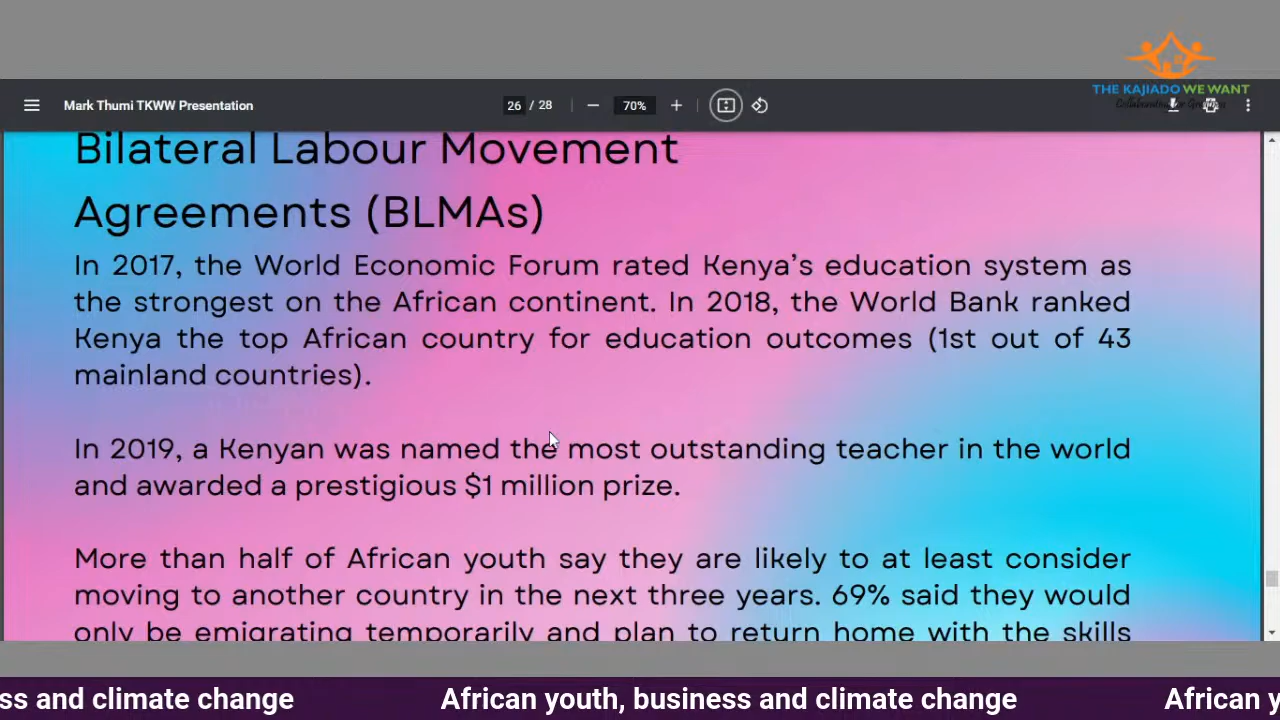 THE KAJIADO WE WANT
Mark Thumi TKWW Presentation
26 / 28
70%
Bilateral Labour Movement
Agreements (BLMAs)
In 2017, the World Economic Forum rated Kenya's education system as
the strongest on the African continent. In 2018, the World Bank ranked
Kenya the top African country for education outcomes (1st out of 43
mainland countries).
In 2019, a Kenyan was named the most outstanding teacher in the world
and awarded a prestigious $1 million prize.
More than half of African youth say they are likely to at least consider
moving to another country in the next three years. 69% said they would
only be emigrating temporarily and plan to return home with the skills
ss and climate change African youth, business and climate change African y